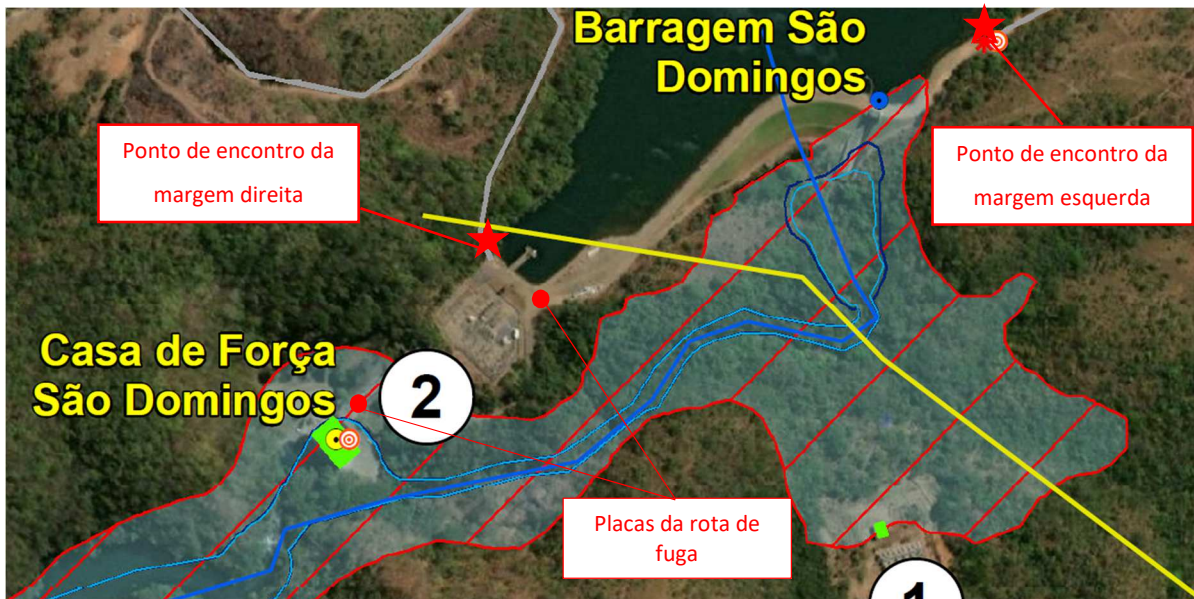 Barragem São
Domingos
Ponto de encontro da
margem direita
Ponto de encontro da
margem esquerda
Casa de Força
São Domingos
2
Placas da rota de
fuga
1